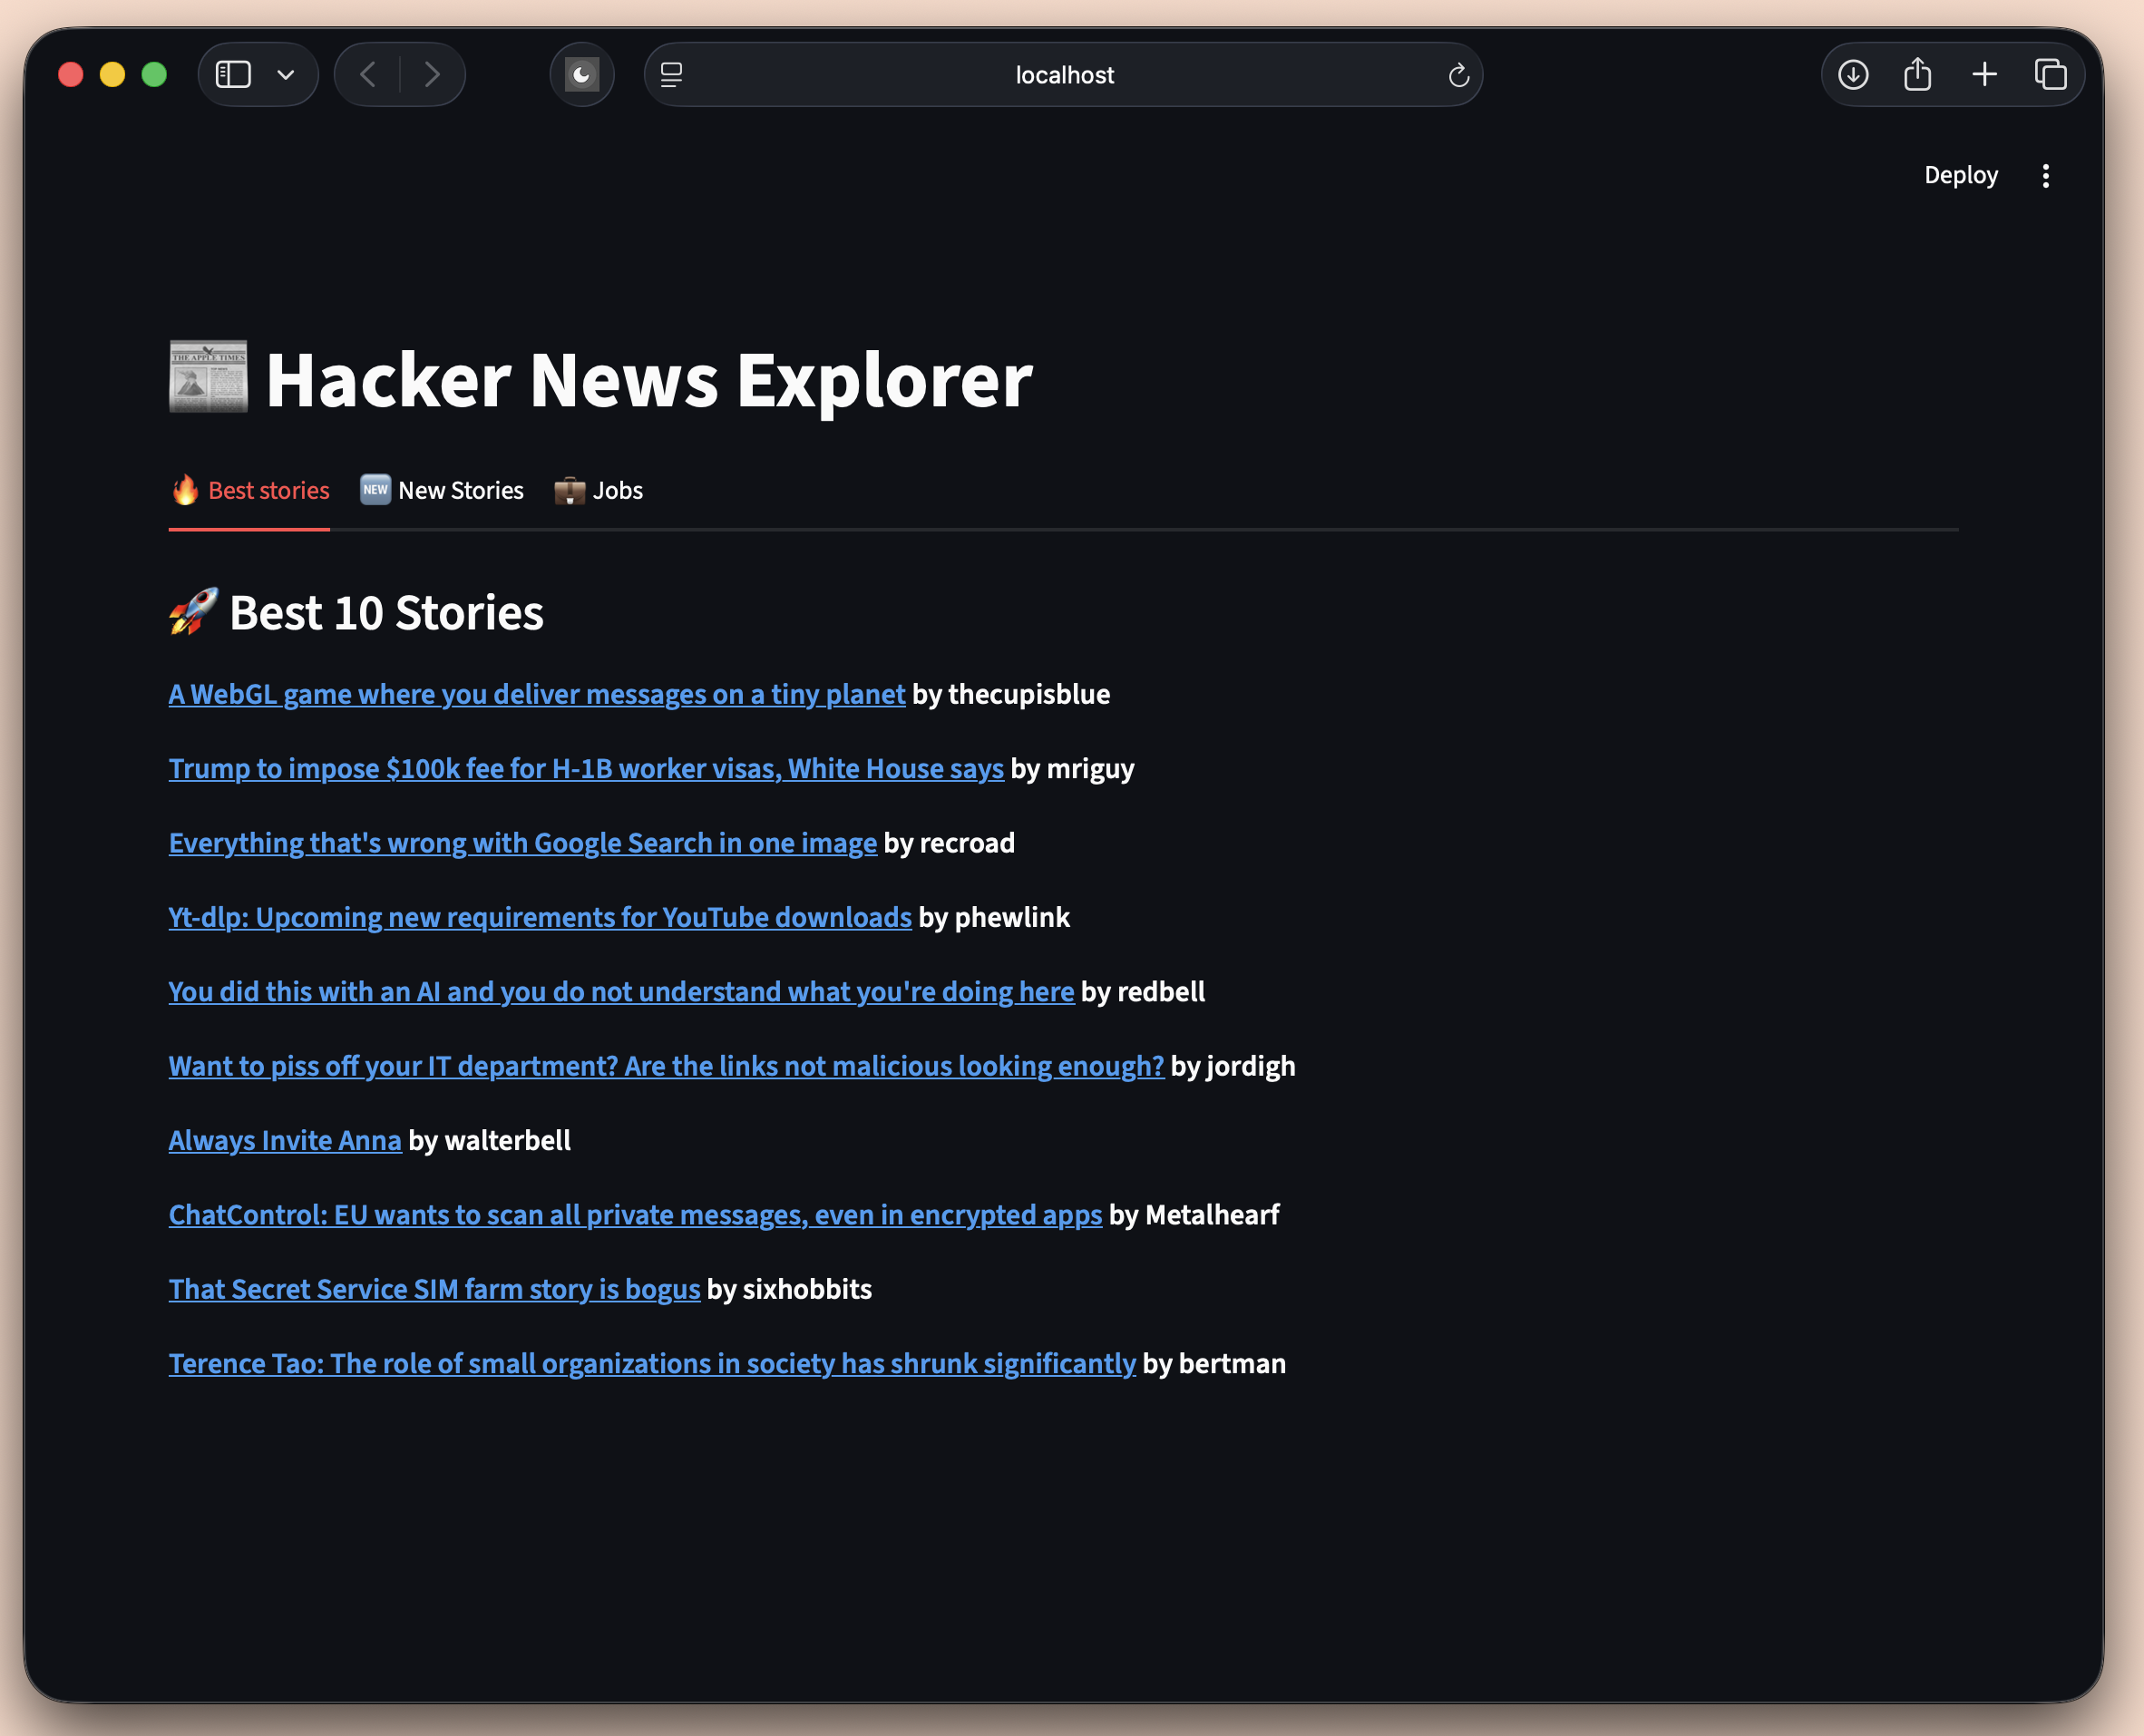 localhost
Deploy
THE APPLE TIMES
Hacker News Explorer
Best stories NEW New Stories Jobs
Best 10 Stories
A WebGL game where you deliver messages on a tiny planet by thecupisblue
Trump to impose $100k fee for H-1B worker visas, White House says by mriguy
Everything that's wrong with Google Search in one image by recroad
Yt-dlp: Upcoming new requirements for YouTube downloads by phewlink
You did this with an AI and you do not understand what you're doing here by redbell
Want to piss off your IT department? Are the links not malicious looking enough? by jordigh
Always Invite Anna by walterbell
ChatControl: EU wants to scan all private messages, even in encrypted apps by Metalhearf
That Secret Service SIM farm story is bogus by sixhobbits
Terence Tao: The role of small organizations in society has shrunk significantly by bertman